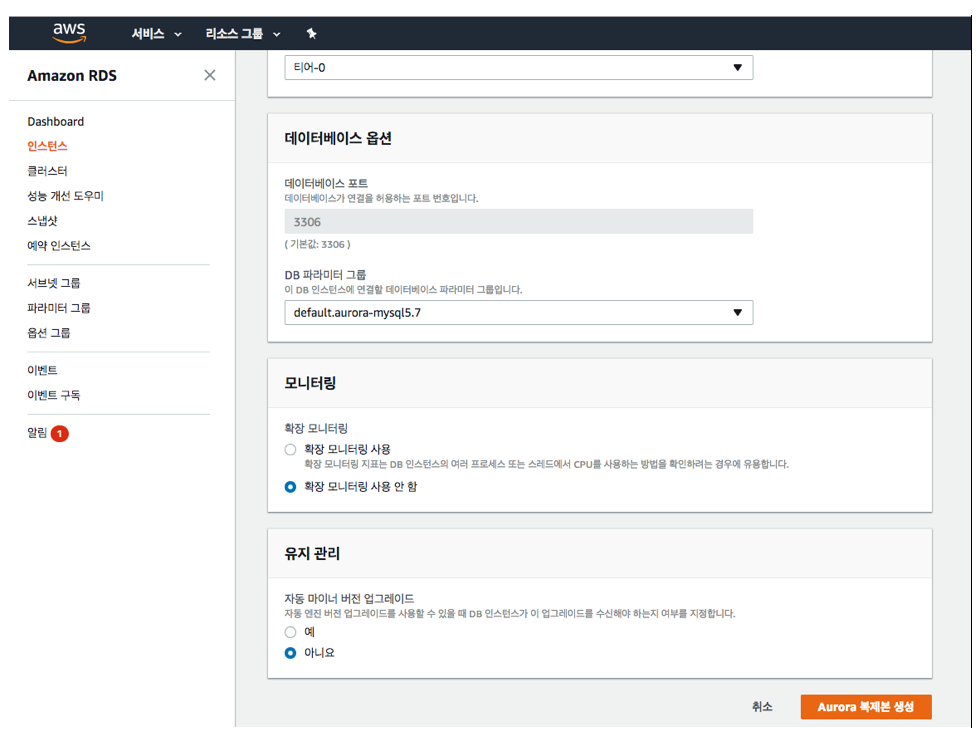 aws 서비스 리소스 그룹
Amazon RDS
Dashboard
인스턴스
클러스터
성능 개선 도우미
스냅샷
예약 인스턴스
서브넷 그룹
파라미터 그룹
옵션 그룹
이벤트
이벤트 구독
알림 1
티어-0
데이터베이스 옵션
데이터베이스 포트
데이터베이스가 연결을 허용하는 포트 번호입니다.
3306
( 기본값: 3306 )
DB 파라미터 그룹
이 DB 인스턴스에 연결할 데이터베이스 파라미터 그룹입니다.
default.aurora-mysql5.7
모니터링
확장 모니터링
확장 모니터링 사용
확장 모니터링 지표는 DB 인스턴스의 여러 프로세스 또는 스레드에서 CPU를 사용하는 방법을 확인하려는 경우에 유용합니다.
확장 모니터링 사용 안 함
유지 관리
자동 마이너 버전 업그레이드
자동 엔진 버전 업그레이드를 사용할 수 있을 때 DB 인스턴스가 이 업그레이드를 수신해야 하는지 여부를 지정합니다.
예
아니요
취소 Aurora 복제본 생성